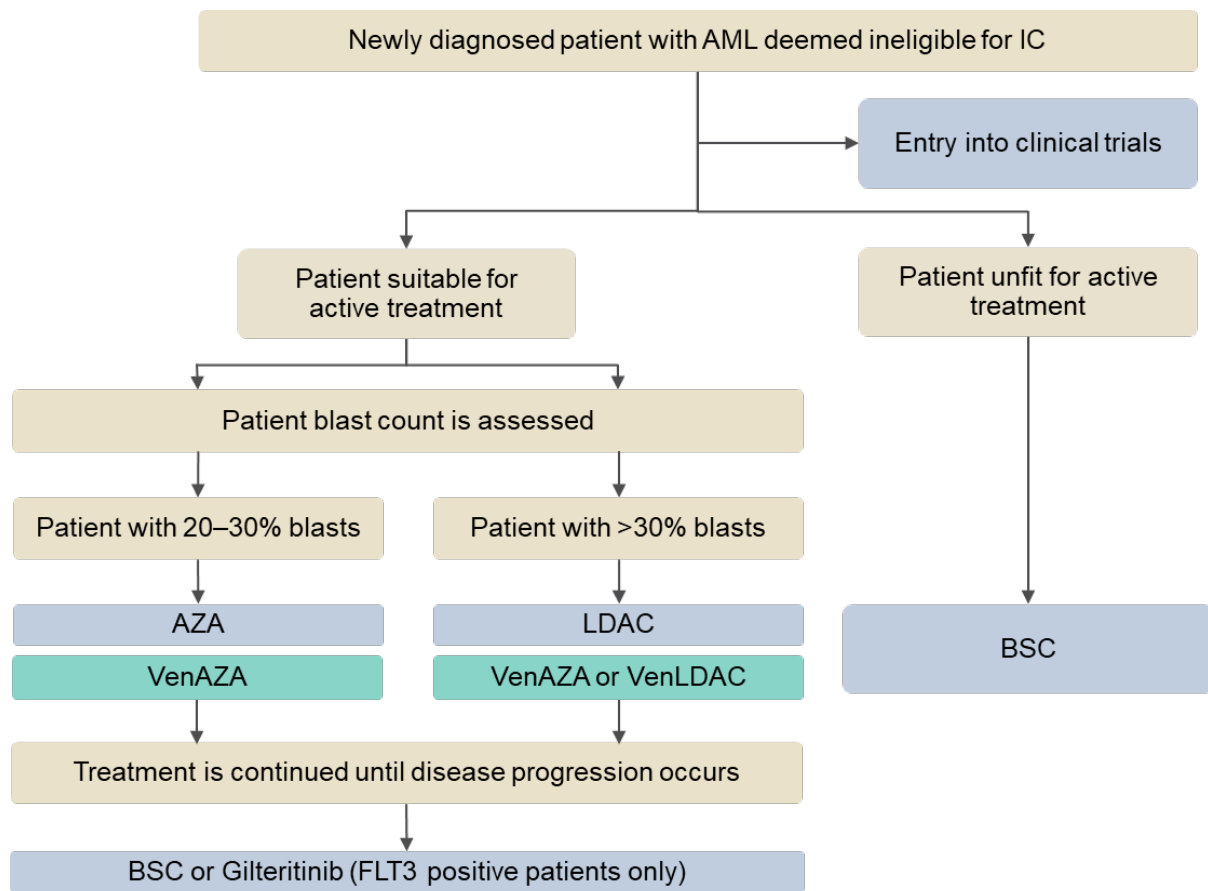 Newly diagnosed patient with AML deemed ineligible for IC
Entry into clinical trials
Patient suitable for
active treatment
Patient unfit for active
treatment
Patient blast count is assessed
Patient with 20–30% blasts
Patient with >30% blasts
AZA
LDAC
BSC
VenAZA
VenAZA or VenLDAC
Treatment is continued until disease progression occurs
BSC or Gilteritinib (FLT3 positive patients only)